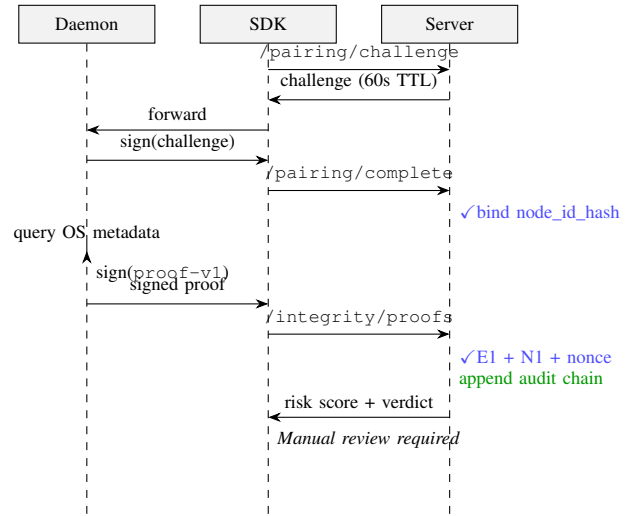 Daemon
SDK
Server
/pairing/challenge
challenge (60s TTL)
forward
sign(challenge)
/pairing/complete
✓bind node_id_hash
query OS metadata
sign(proof-v1)
signed proof
/integrity/proofs
✓E1 + N1 + nonce
append audit chain
risk score + verdict
Manual review required